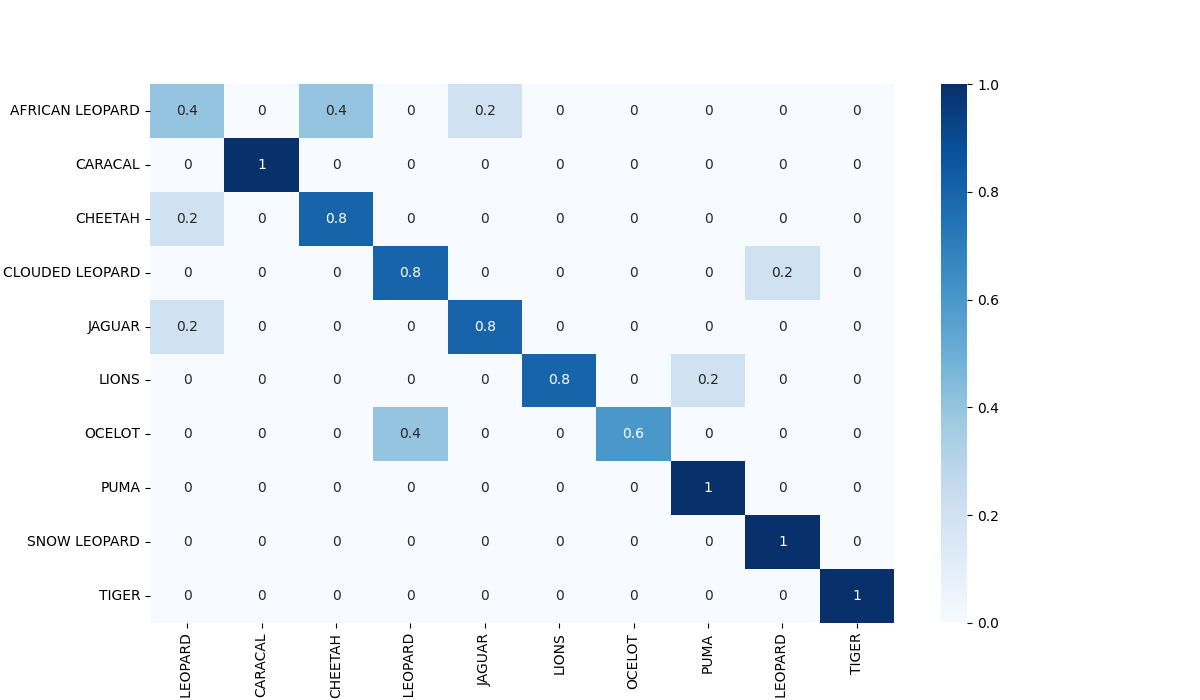 AFRICAN LEOPARD 0.4 0 0.4 0 0.2 0 0 0 0 0
CARACAL 0 1 0 0 0 0 0 0 0 0
CHEETAH 0.2 0 0.8 0 0 0 0 0 0 0
CLOUDED LEOPARD 0 0 0 0.8 0 0 0 0 0.2 0
JAGUAR 0.2 0 0 0 0.8 0 0 0 0 0
LIONS 0 0 0 0 0 0.8 0 0.2 0 0
OCELOT 0 0 0 0.4 0 0 0.6 0 0 0
PUMA 0 0 0 0 0 0 0 1 0 0
SNOW LEOPARD 0 0 0 0 0 0 0 0 1 0
TIGER 0 0 0 0 0 0 0 0 0 1
LEOPARD
CARACAL
CHEETAH
LEOPARD
JAGUAR
LIONS
OCELOT
PUMA
LEOPARD
TIGER
1.0
0.8
0.6
0.4
0.2
0.0